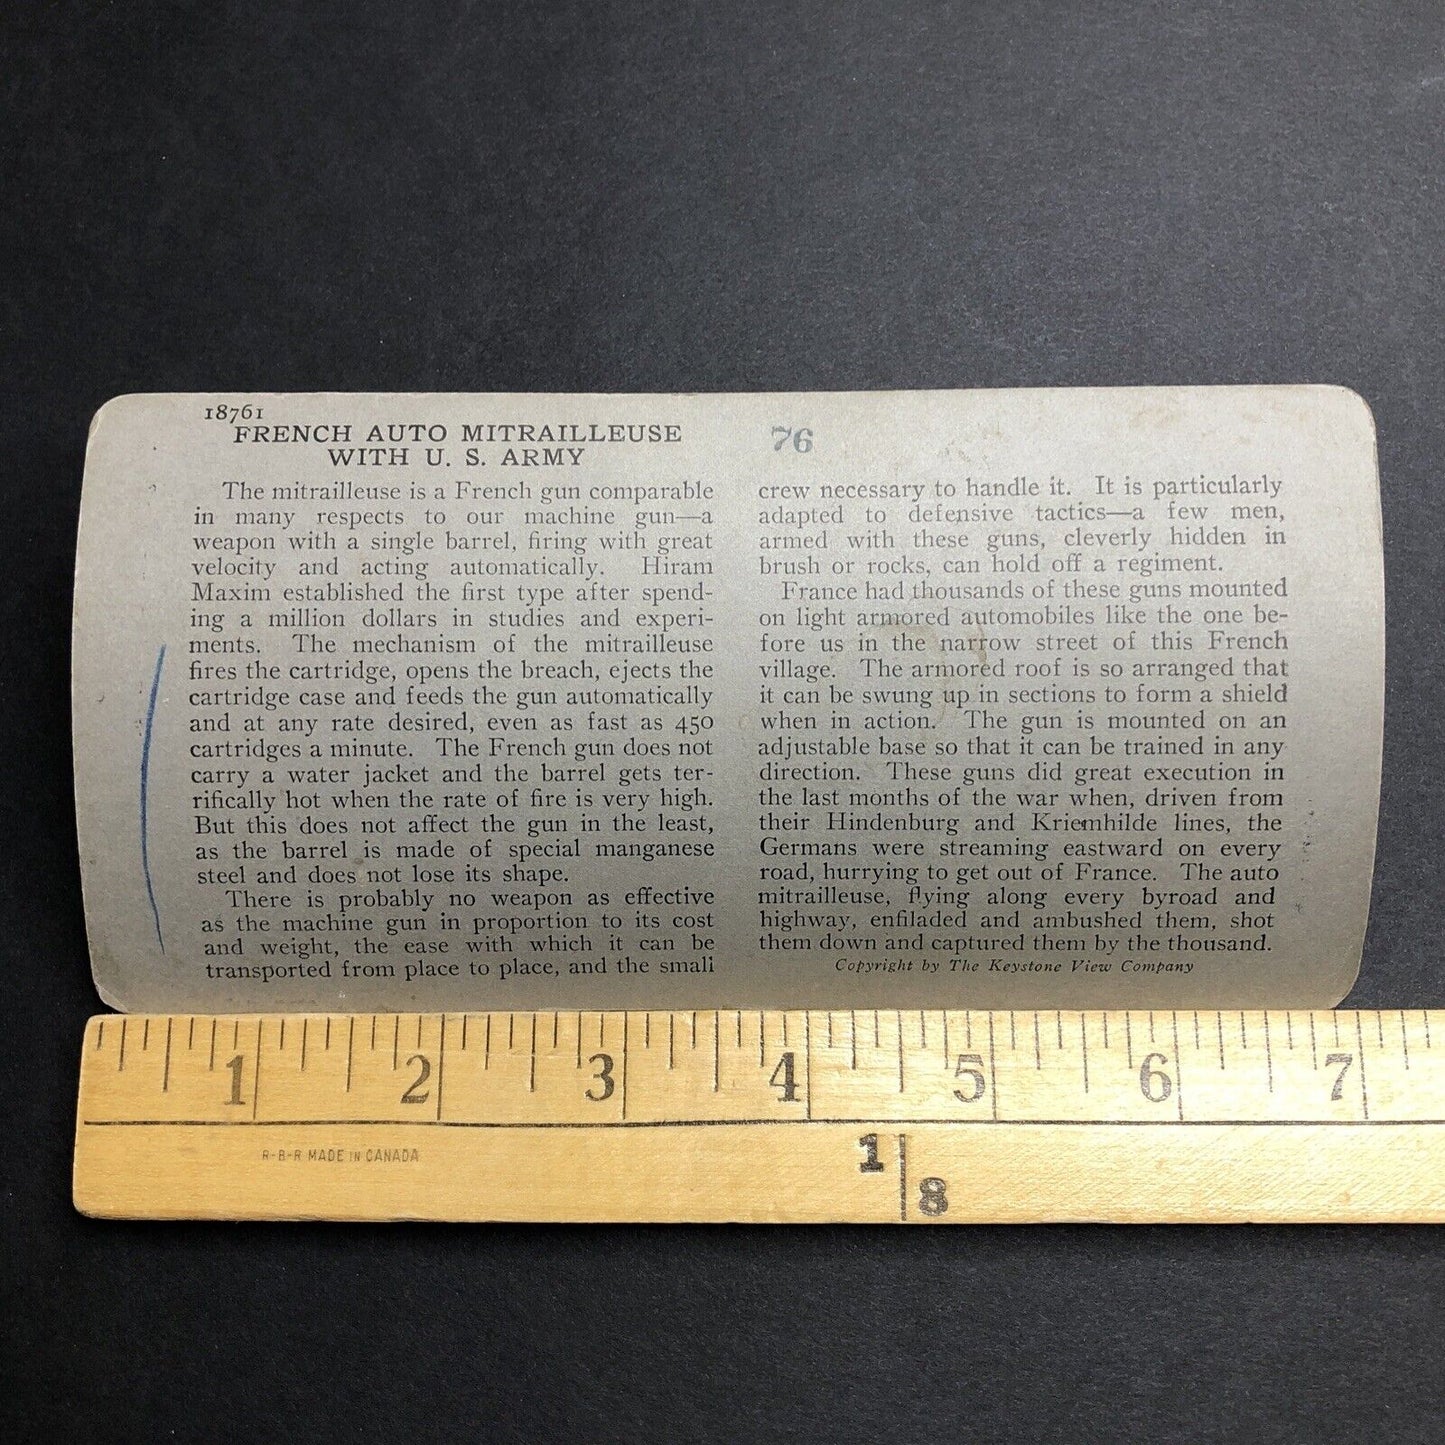 18761
FRENCH AUTO MITRAILLEUSE
WITH U. S. ARMY
The mitrailleuse is a French gun comparable
in many respects to our machine gun—a
weapon with a single barrel, firing with great
velocity and acting automatically. Hiram
Maxim established the first type after spend-
ing a million dollars in studies and experi-
ments. The mechanism of the mitrailleuse
fires the cartridge, opens the breach, ejects the
cartridge case and feeds the gun automatically
and at any rate desired, even as fast as 450
cartridges a minute. The French gun does not
carry a water jacket and the barrel gets ter-
rifically hot when the rate of fire is very high.
But this does not affect the gun in the least,
as the barrel is made of special manganese
steel and does not lose its shape.
There is probably no weapon as effective
as the machine gun in proportion to its cost
and weight, the ease with which it can be
transported from place to place, and the small
76
crew necessary to handle it. It is particularly
adapted to defensive tactics—a few men,
armed with these guns, cleverly hidden in
brush or rocks, can hold off a regiment.
France had thousands of these guns mounted
on light armored automobiles like the one be-
fore us in the narrow street of this French
village. The armored roof is so arranged that
it can be swung up in sections to form a shield
when in action. The gun is mounted on an
adjustable base so that it can be trained in any
direction. These guns did great execution in
the last months of the war when, driven from
their Hindenburg and Kriemhilde lines, the
Germans were streaming eastward on every
road, hurrying to get out of France. The auto
mitrailleuse, flying along every byroad and
highway, enfiladed and ambushed them, shot
them down and captured them by the thousand.
Copyright by The Keystone View Company
1 2 3 4 5 6 7
R-B-R MADE IN CANADA
1
8